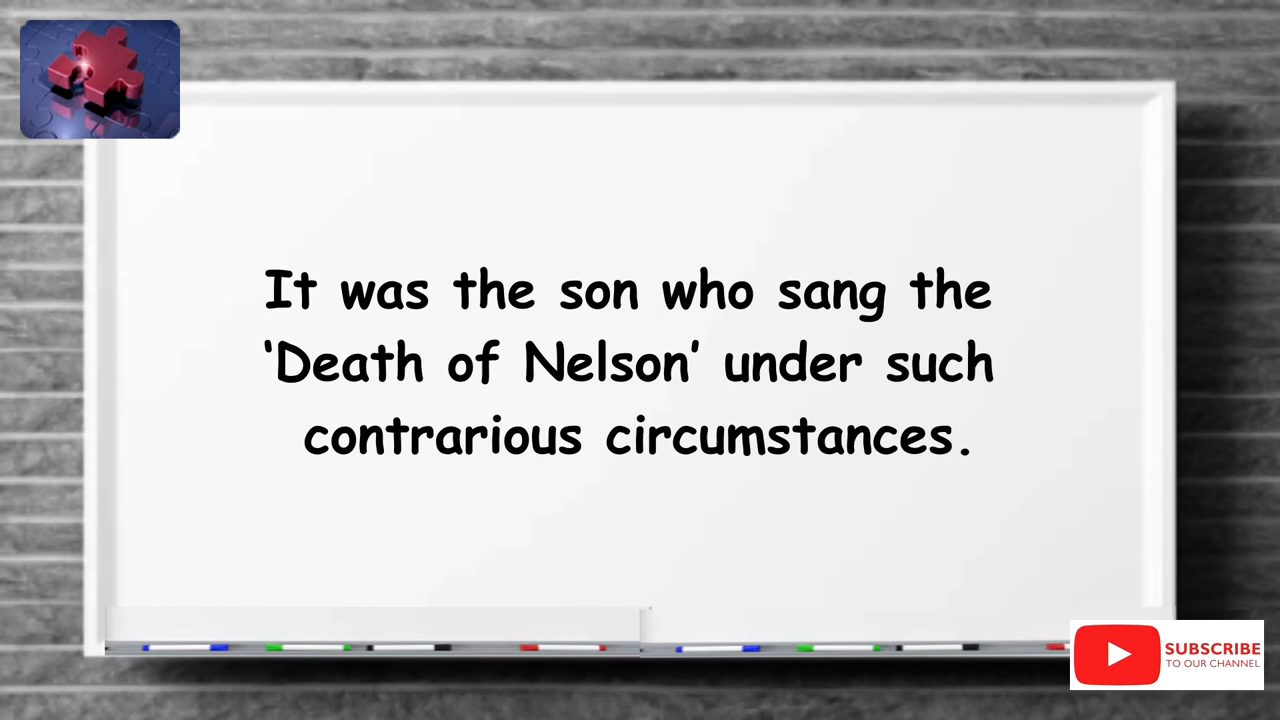 It was the son who sang the
‘Death of Nelson’ under such
contrarious circumstances.
SUBSCRIBE
TO OUR CHANNEL